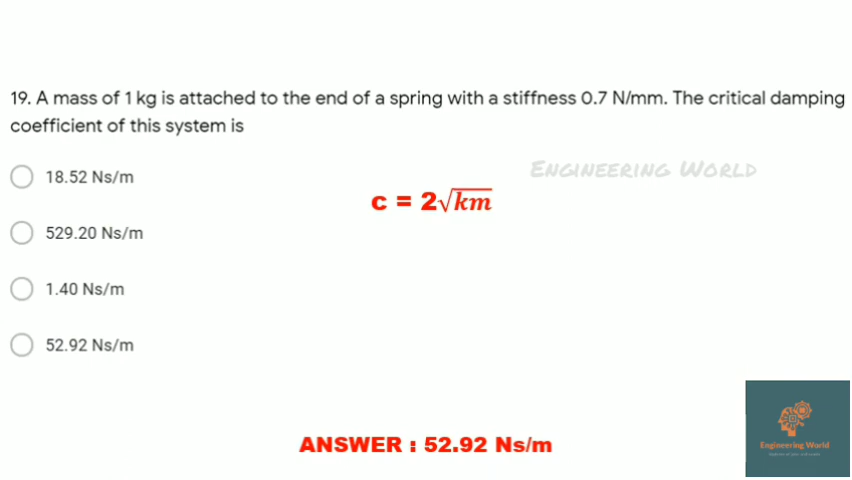 19. A mass of 1 kg is attached to the end of a spring with a stiffness 0.7 N/mm. The critical damping
coefficient of this system is
ENGINEERING WORLD
18.52 Ns/m
c = 2√km
529.20 Ns/m
1.40 Ns/m
52.92 Ns/m
ANSWER : 52.92 Ns/m
Engineering World